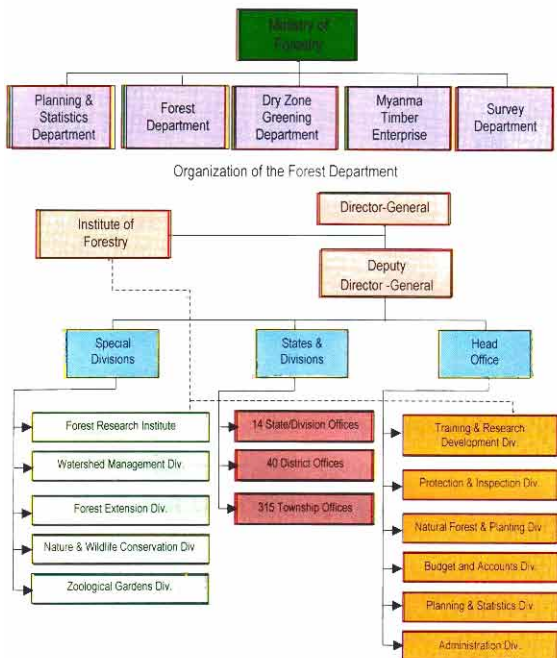 Ministry of
Forestry
Planning &
Statistics
Department
Forest
Department
Dry Zone
Greening
Department
Myanma
Timber
Enterprise
Survey
Department
Organization of the Forest Department
Institute of
Forestry
Director-General
Deputy
Director -General
Special
Divisions
States &
Divisions
Head
Office
Forest Research Institute
Watershed Management Div.
Forest Extension Div.
Nature & Wildlife Conservation Div
Zoological Gardens Div.
14 State/Division Offices
40 District Offices
315 Township Offices
Training & Research
Development Div.
Protection & Inspection Div.
Natural Forest & Planting Div.
Budget and Accounts Div.
Planning & Statistics Div.
Administration Div.